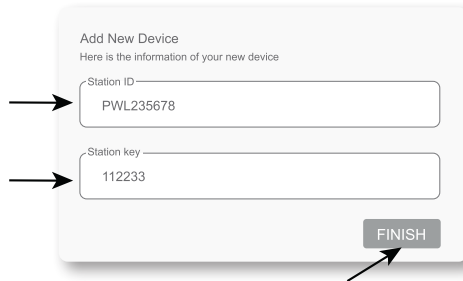 Add New Device
Here is the information of your new device
Station ID
PWL235678
Station key
112233
FINISH